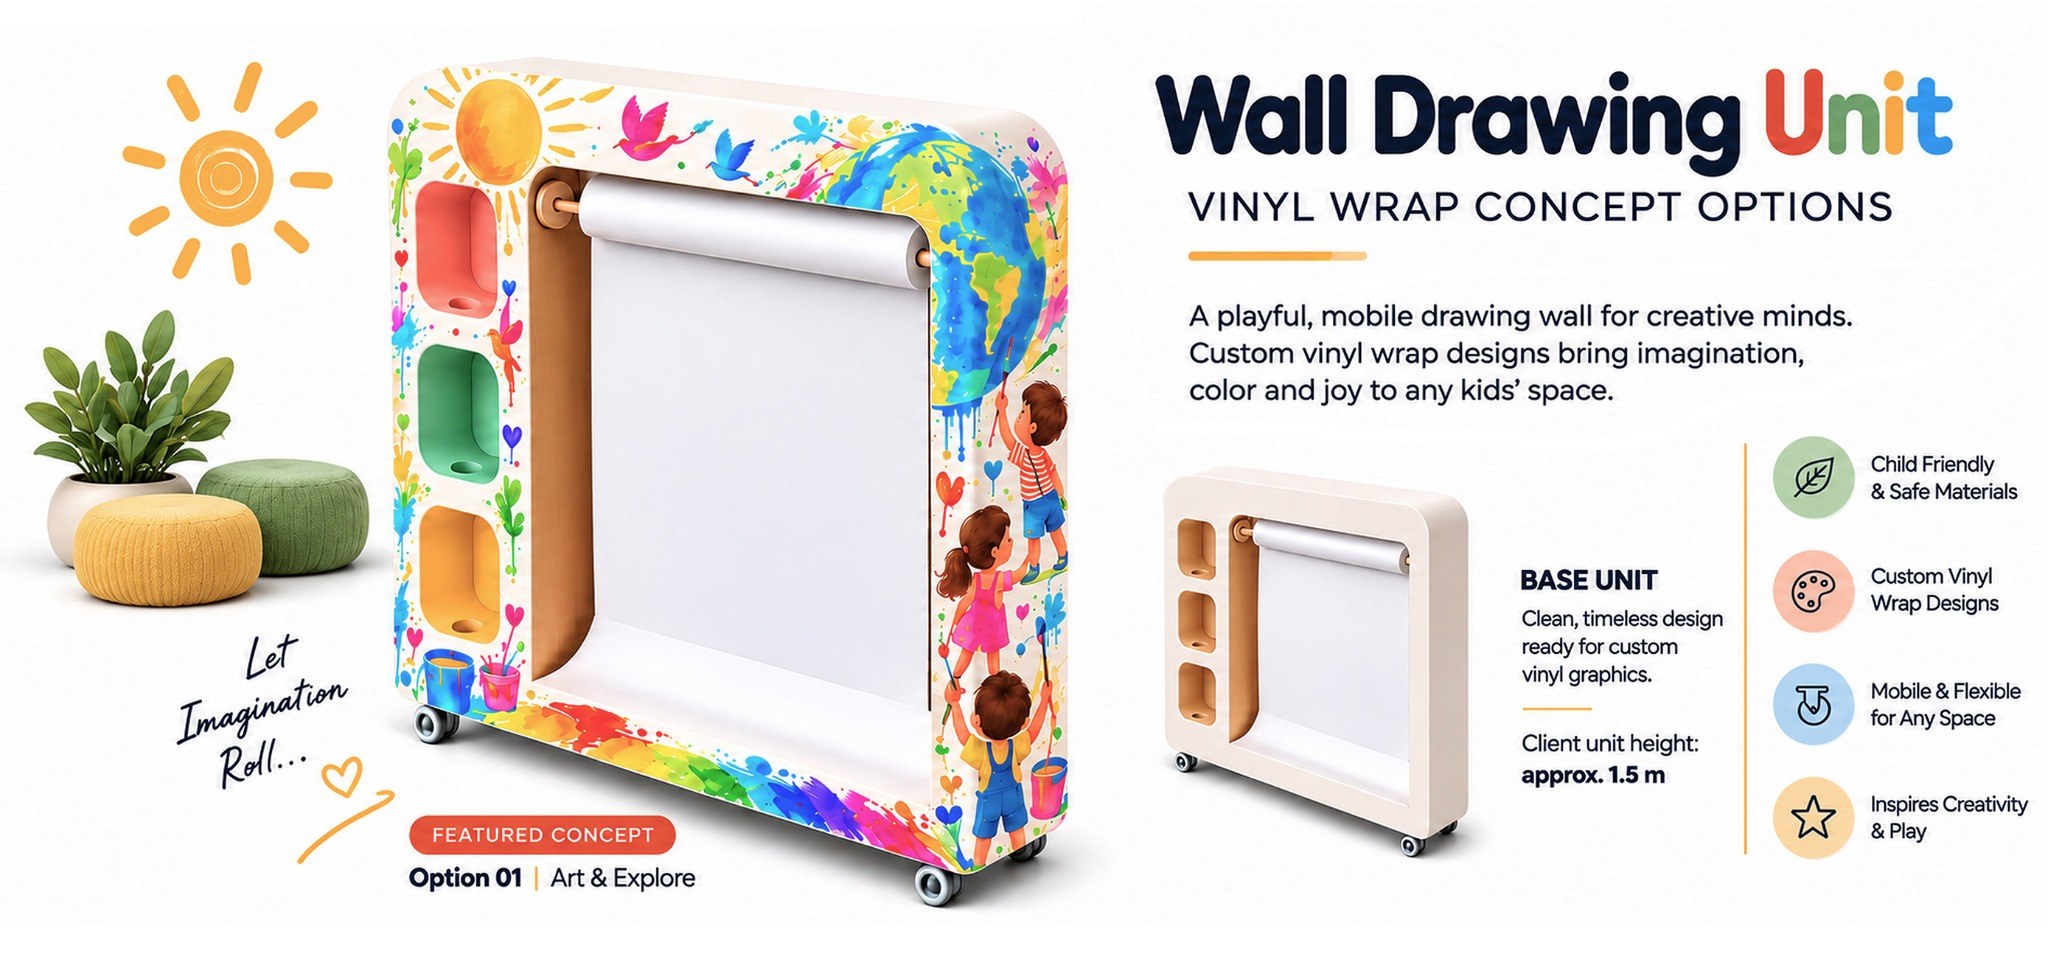 Wall Drawing Unit
VINYL WRAP CONCEPT OPTIONS
A playful, mobile drawing wall for creative minds.
Custom vinyl wrap designs bring imagination,
color and joy to any kids’ space.
Let
Imagination
Roll...
FEATURED CONCEPT
Option 01 | Art & Explore
BASE UNIT
Clean, timeless design
ready for custom
vinyl graphics.
Client unit height:
approx. 1.5 m
Child Friendly
& Safe Materials
Custom Vinyl
Wrap Designs
Mobile & Flexible
for Any Space
Inspires Creativity
& Play